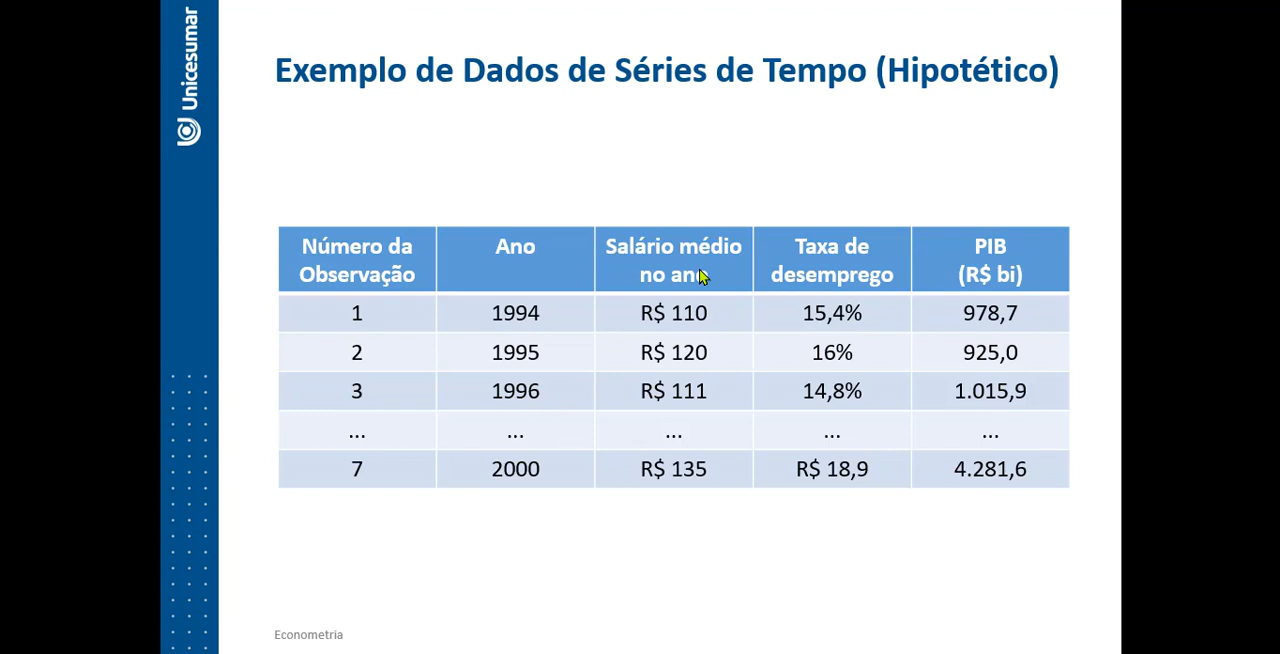 Unicesumar
Exemplo de Dados de Séries de Tempo (Hipotético)
Número da Observação Ano Salário médio no ano Taxa de desemprego PIB (R$ bi)
1 1994 R$ 110 15,4% 978,7
2 1995 R$ 120 16% 925,0
3 1996 R$ 111 14,8% 1.015,9
... ... ... ... ...
7 2000 R$ 135 R$ 18,9 4.281,6
Econometria